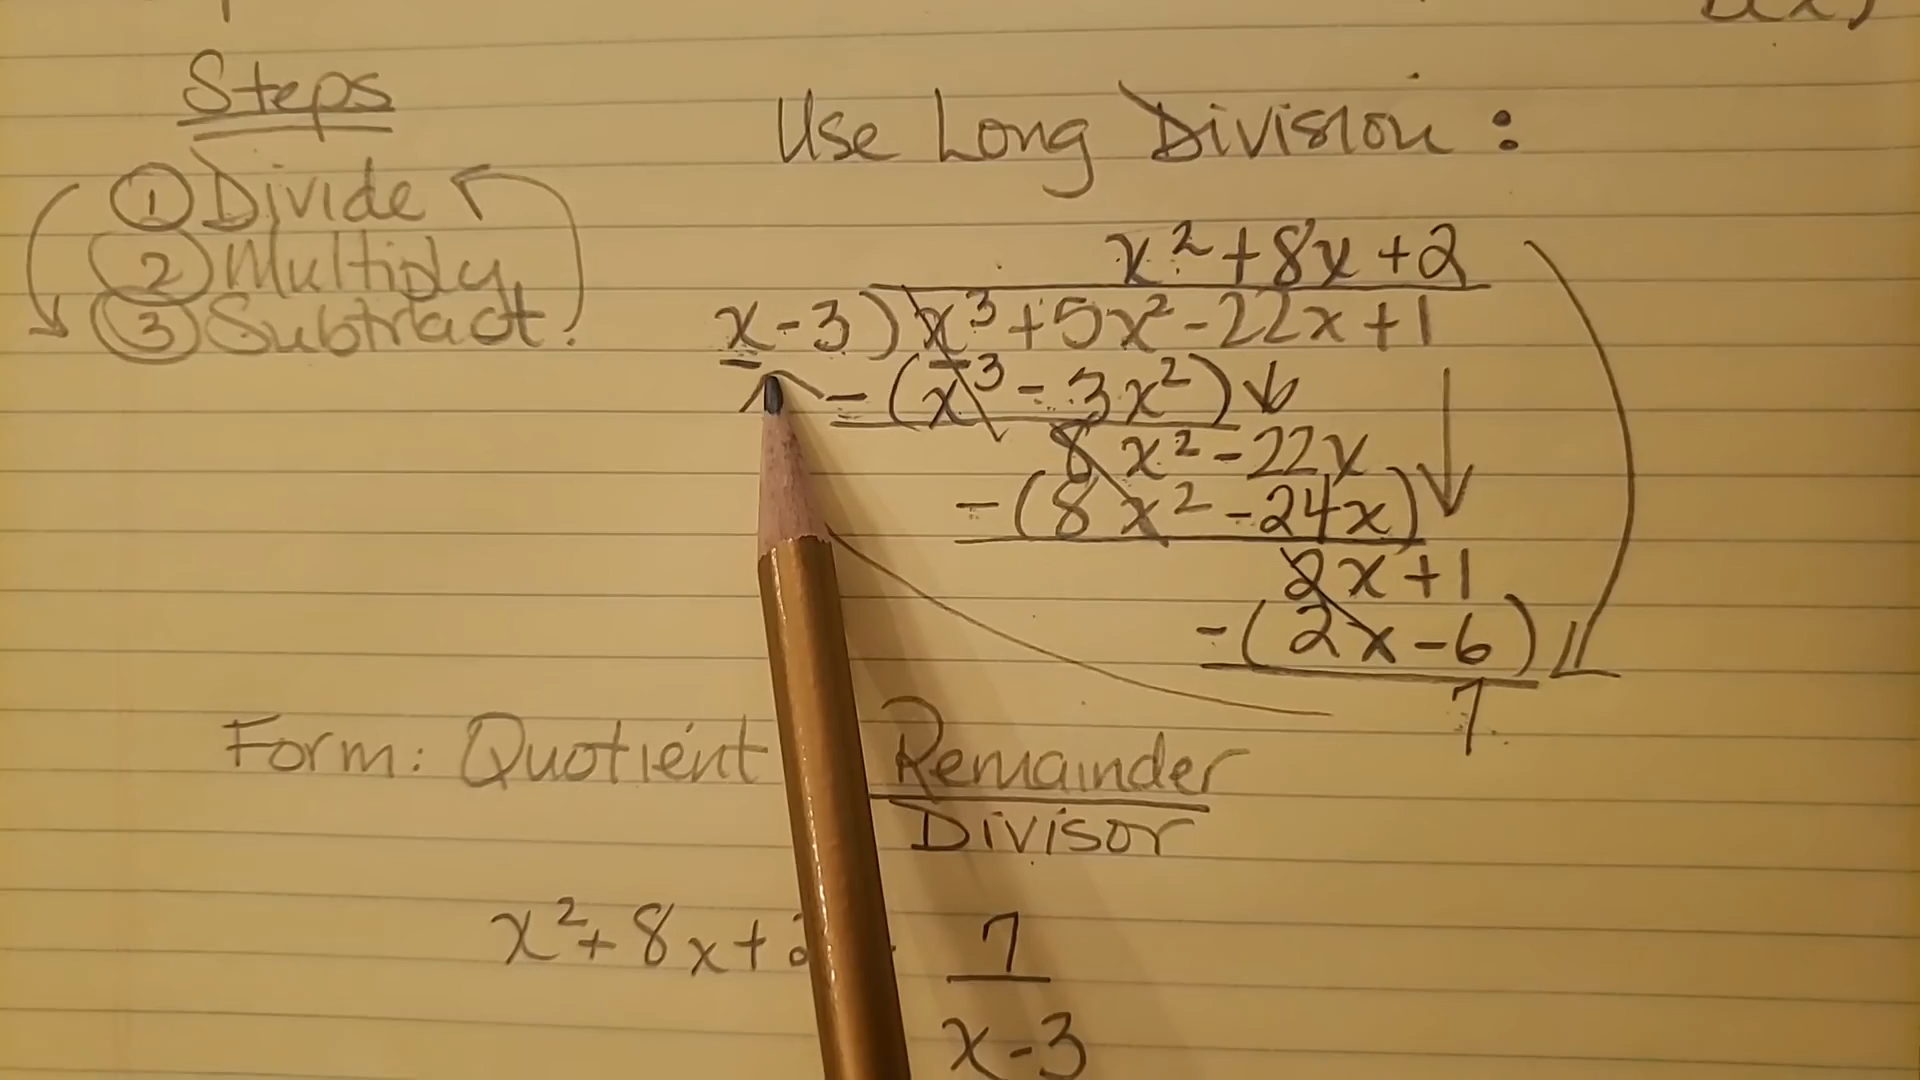 Steps
① Divide
② Multiply
③ Subtract
Use Long Division:
x² + 8x + 2
x - 3 ) x³ + 5x² - 22x + 1
- (x³ - 3x²)
8x² - 22x
- (8x² - 24x)
2x + 1
- (2x - 6)
7
Form: Quotient Remainder
Divisor
x² + 8x + 7
x - 3